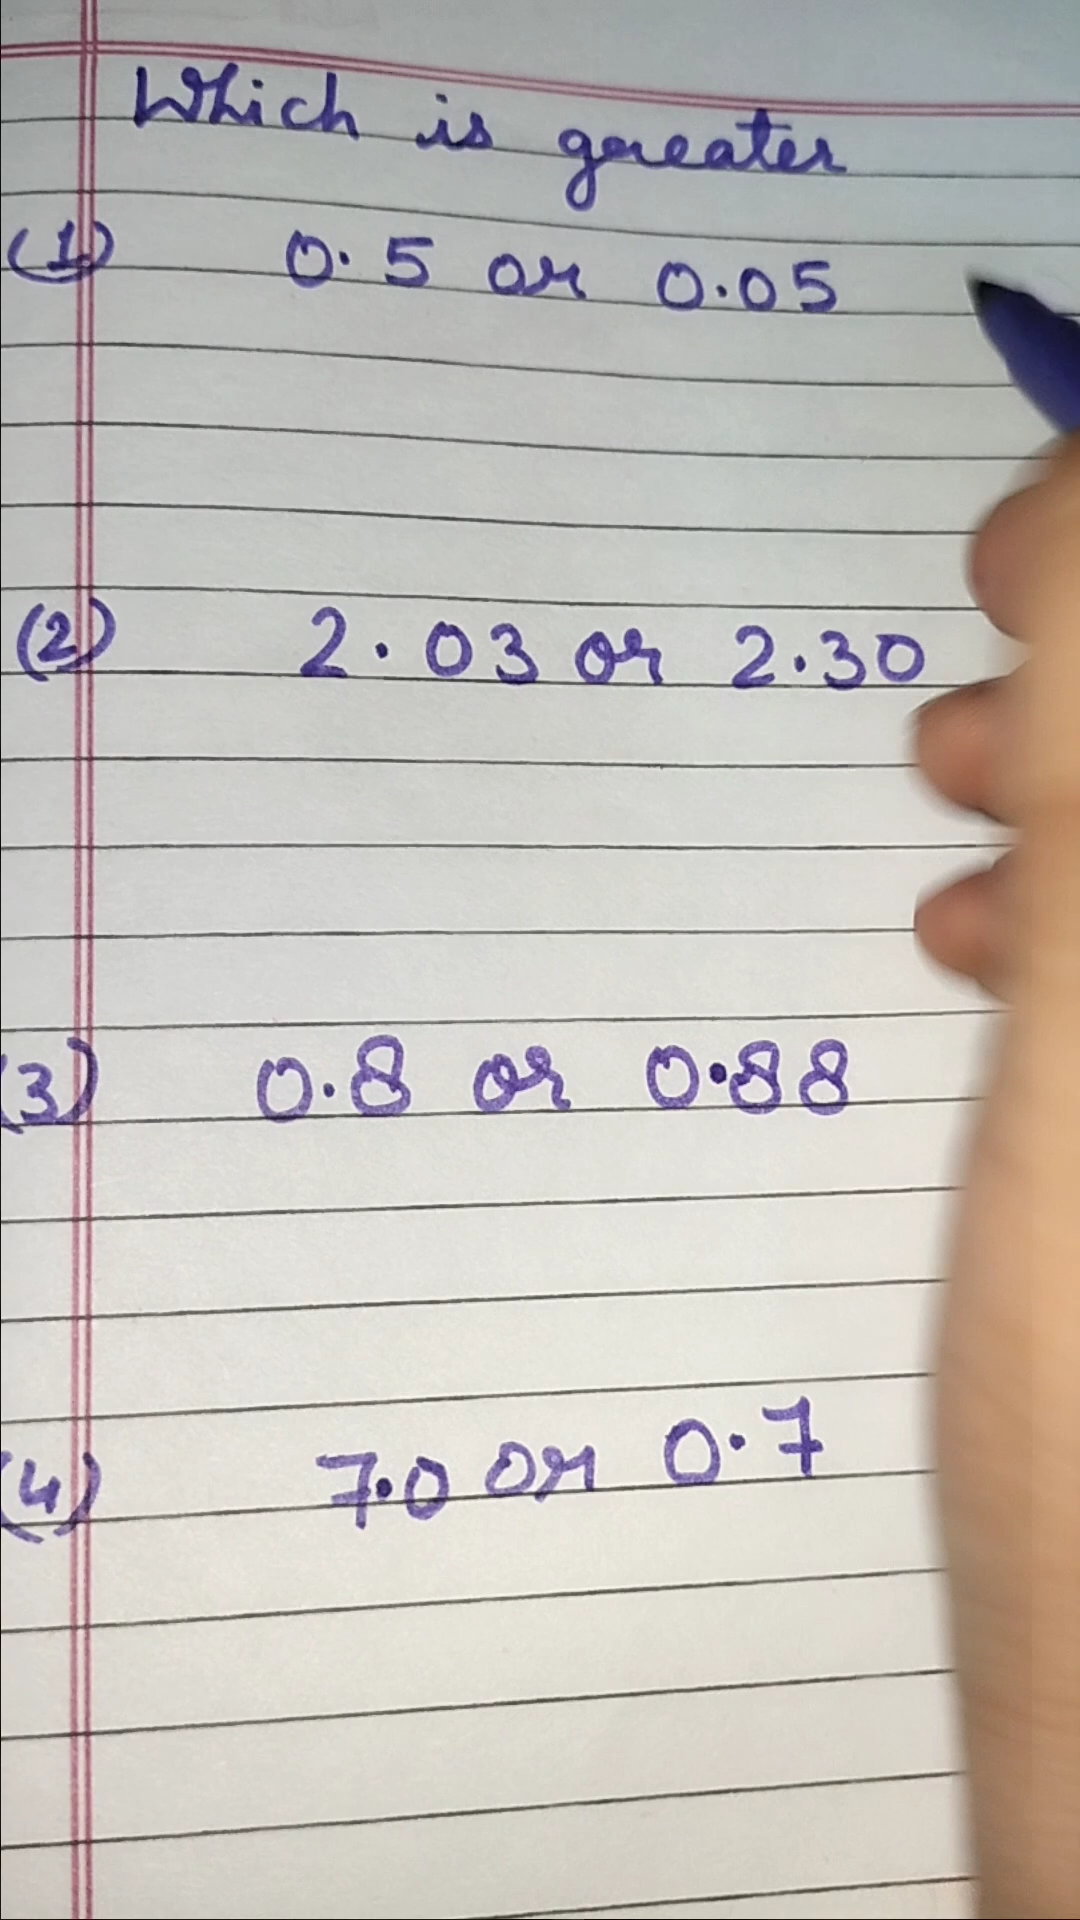 Which is greater
(1) 0.5 or 0.05
(2) 2.03 or 2.30
(3) 0.8 or 0.88
(4) 7.0 or 0.7